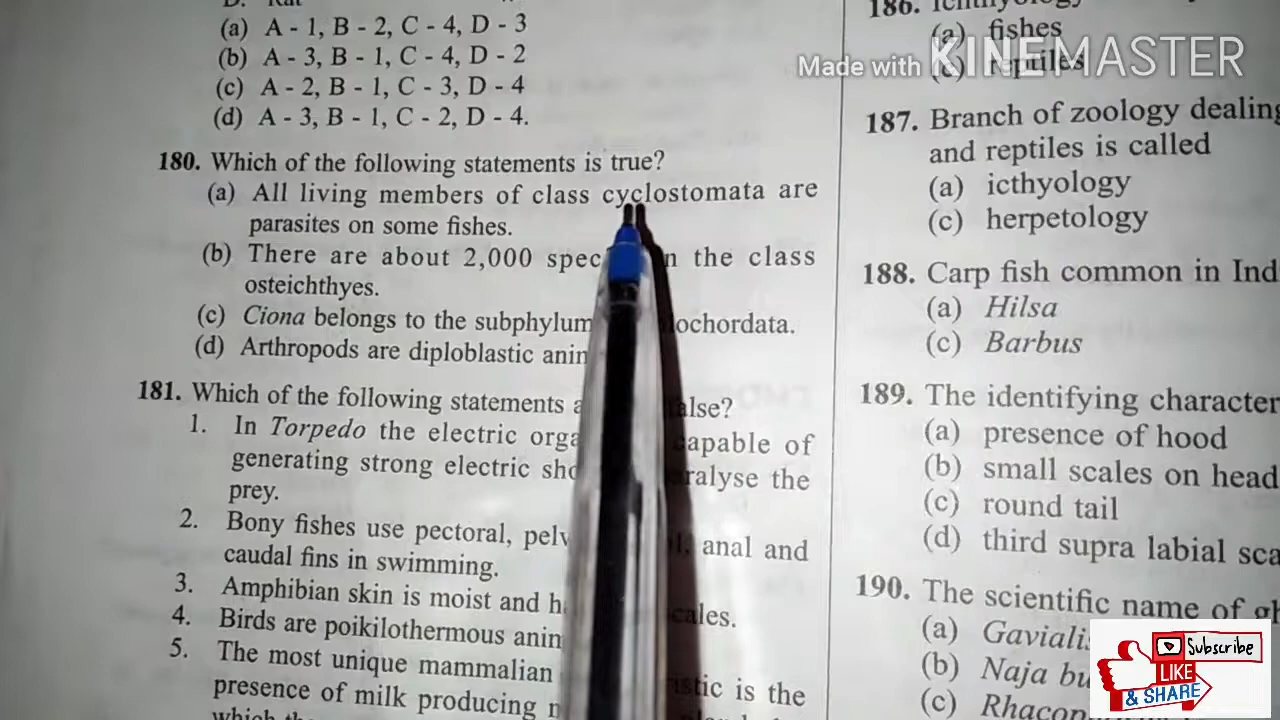 (a) A - 1, B - 2, C - 4, D - 3
(b) A - 3, B - 1, C - 4, D - 2
(c) A - 2, B - 1, C - 3, D - 4
(d) A - 3, B - 1, C - 2, D - 4.
180. Which of the following statements is true?
(a) All living members of class cyclostomata are
parasites on some fishes.
(b) There are about 2,000 spec n the class
osteichthyes.
(c) Ciona belongs to the subphylum ochordata.
(d) Arthropods are diploblastic anin
181. Which of the following statements a alse?
1. In Torpedo the electric orga capable of
generating strong electric sho ralyse the
prey.
2. Bony fishes use pectoral, pelv anal and
caudal fins in swimming.
3. Amphibian skin is moist and h cales.
4. Birds are poikilothermous anin
5. The most unique mammalian stic is the
presence of milk producing
186.
(a) fishes
(c) reptiles
Made with KINEMASTER
187. Branch of zoology dealing
and reptiles is called
(a) icthyology
(c) herpetology
188. Carp fish common in Ind
(a) Hilsa
(c) Barbus
189. The identifying character
(a) presence of hood
(b) small scales on head
(c) round tail
(d) third supra labial sca
190. The scientific name of gh
(a) Gavialis
(b) Naja bu
(c) Rhacop
Subscribe
LIKE
& SHARE